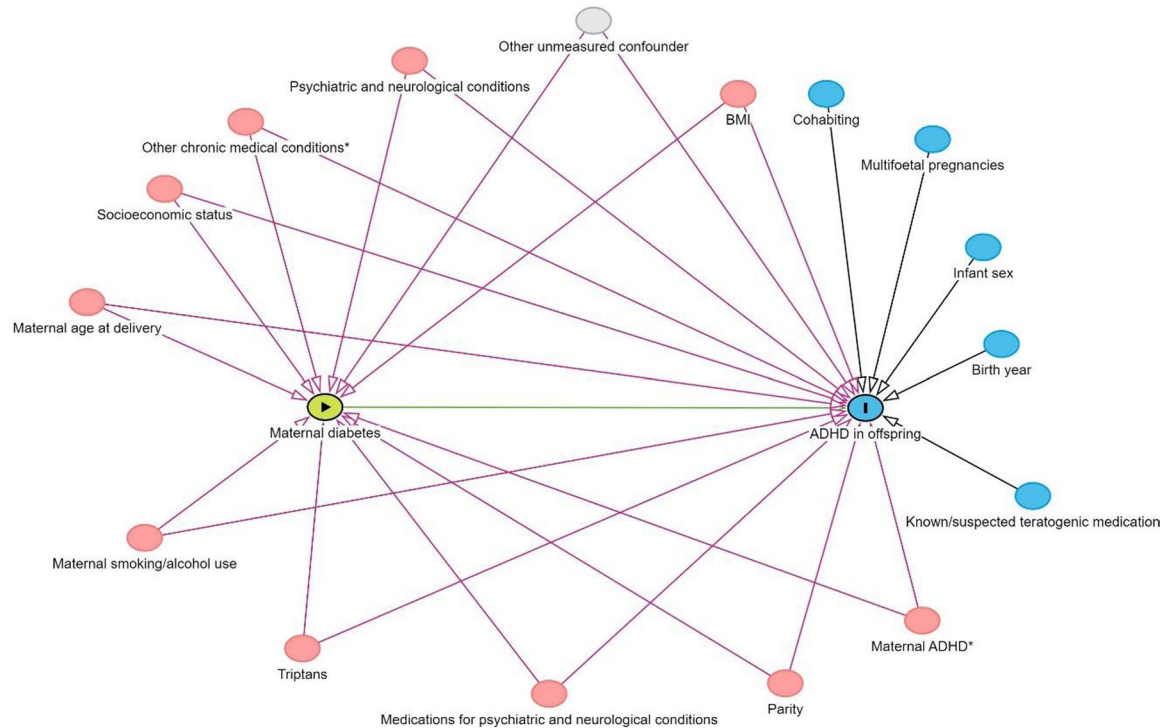 Other unmeasured confounder
Psychiatric and neurological conditions
BMI
Cohabiting
Other chronic medical conditions*
Multifoetal pregnancies
Socioeconomic status
Infant sex
Maternal age at delivery
Birth year
Maternal diabetes
ADHD in offspring
Known/suspected teratogenic medication
Maternal smoking/alcohol use
Maternal ADHD*
Triptans
Parity
Medications for psychiatric and neurological conditions